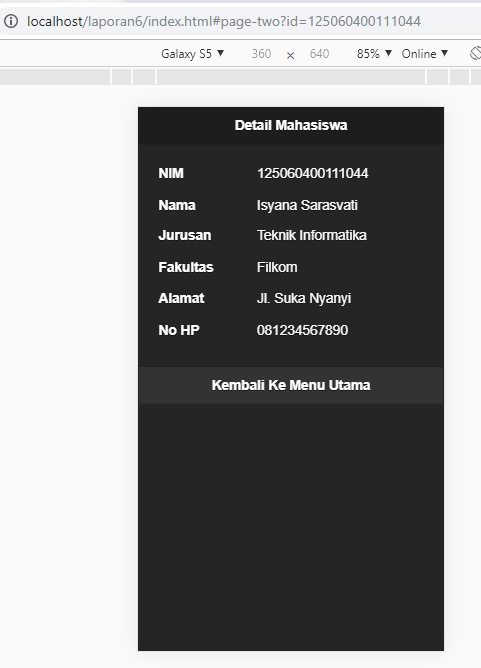 localhost/laporan6/index.html#page-two?id=125060400111044
Galaxy S5 ▼ 360 × 640 85% ▼ Online ▼
Detail Mahasiswa
NIM 125060400111044
Nama Isyana Sarasvati
Jurusan Teknik Informatika
Fakultas Filkom
Alamat Jl. Suka Nyanyi
No HP 081234567890
Kembali Ke Menu Utama